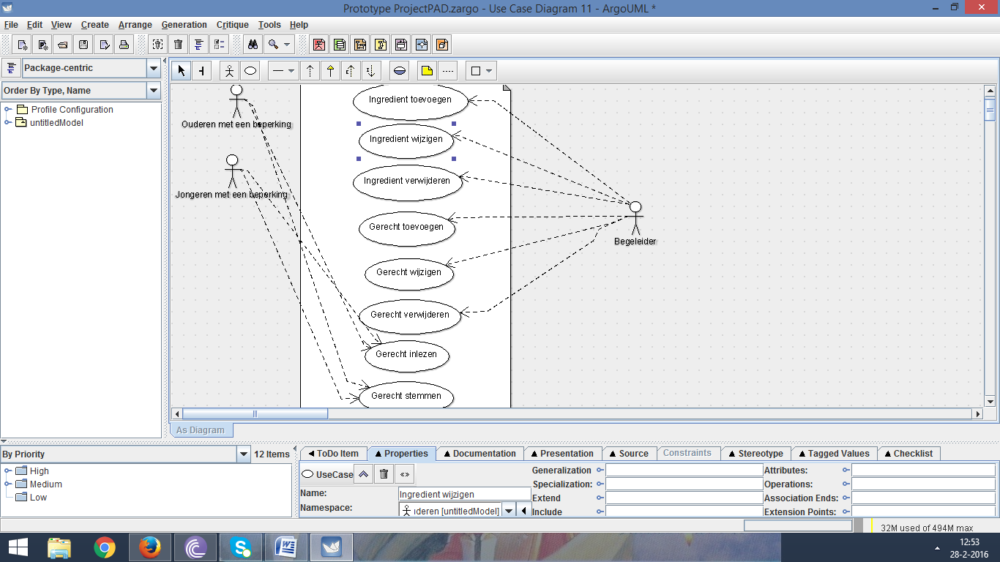 Prototype ProjectPAD.zargo - Use Case Diagram 11 - ArgoUML *
File Edit View Create Arrange Generation Critique Tools Help
Package-centric
Order By Type, Name
Profile Configuration
untitledModel
Ingredient toevoegen
Ouderen met een beperking
Ingredient wijzigen
Ingredient verwijderen
Jongeren met een beperking
Gerecht toevoegen
Begeleider
Gerecht wijzigen
Gerecht verwijderen
Gerecht inlezen
Gerecht stemmen
As Diagram
By Priority 12 Items
High
Medium
Low
ToDo Item Properties Documentation Presentation Source Constraints Stereotype Tagged Values Checklist
UseCase
Name: Ingredient wijzigen
Namespace: ıderen [untitledModel]
Generalization
Specialization:
Extend
Include
Attributes:
Operations:
Association Ends:
Extension Points:
32M used of 494M max
12:53
28-2-2016